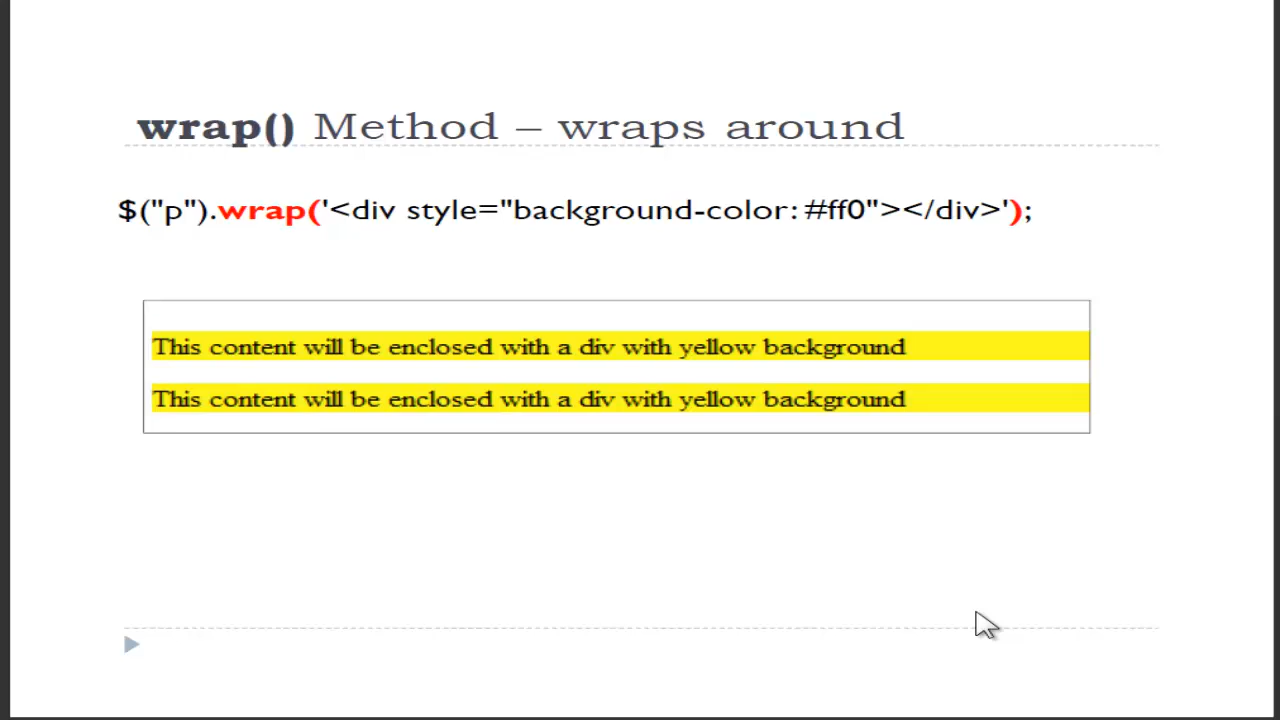 wrap() Method – wraps around
$("p").wrap('<div style="background-color: #ff0"></div>');
This content will be enclosed with a div with yellow background
This content will be enclosed with a div with yellow background